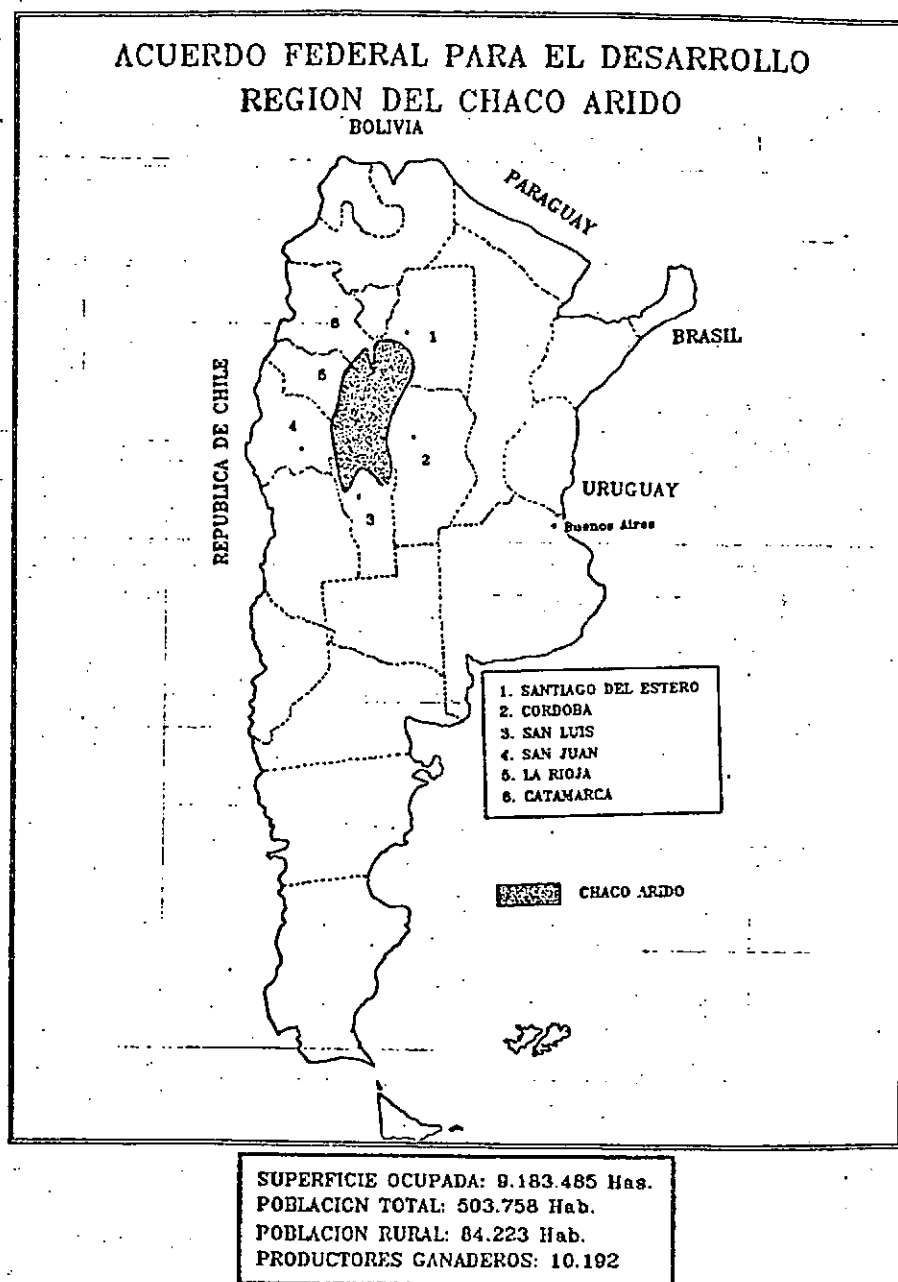 ACUERDO FEDERAL PARA EL DESARROLLO
REGION DEL CHACO ARIDO
BOLIVIA
PARAGUAY
BRASIL
REPUBLICA DE CHILE
URUGUAY
Buenos Aires
6
1
5
4
2
3
1. SANTIAGO DEL ESTERO
2. CORDOBA
3. SAN LUIS
4. SAN JUAN
5. LA RIOJA
6. CATAMARCA
CHACO ARIDO
SUPERFICIE OCUPADA: 9.183.485 Has.
POBLACION TOTAL: 503.758 Hab.
POBLACION RURAL: 84.223 Hab.
PRODUCTORES GANADEROS: 10.192